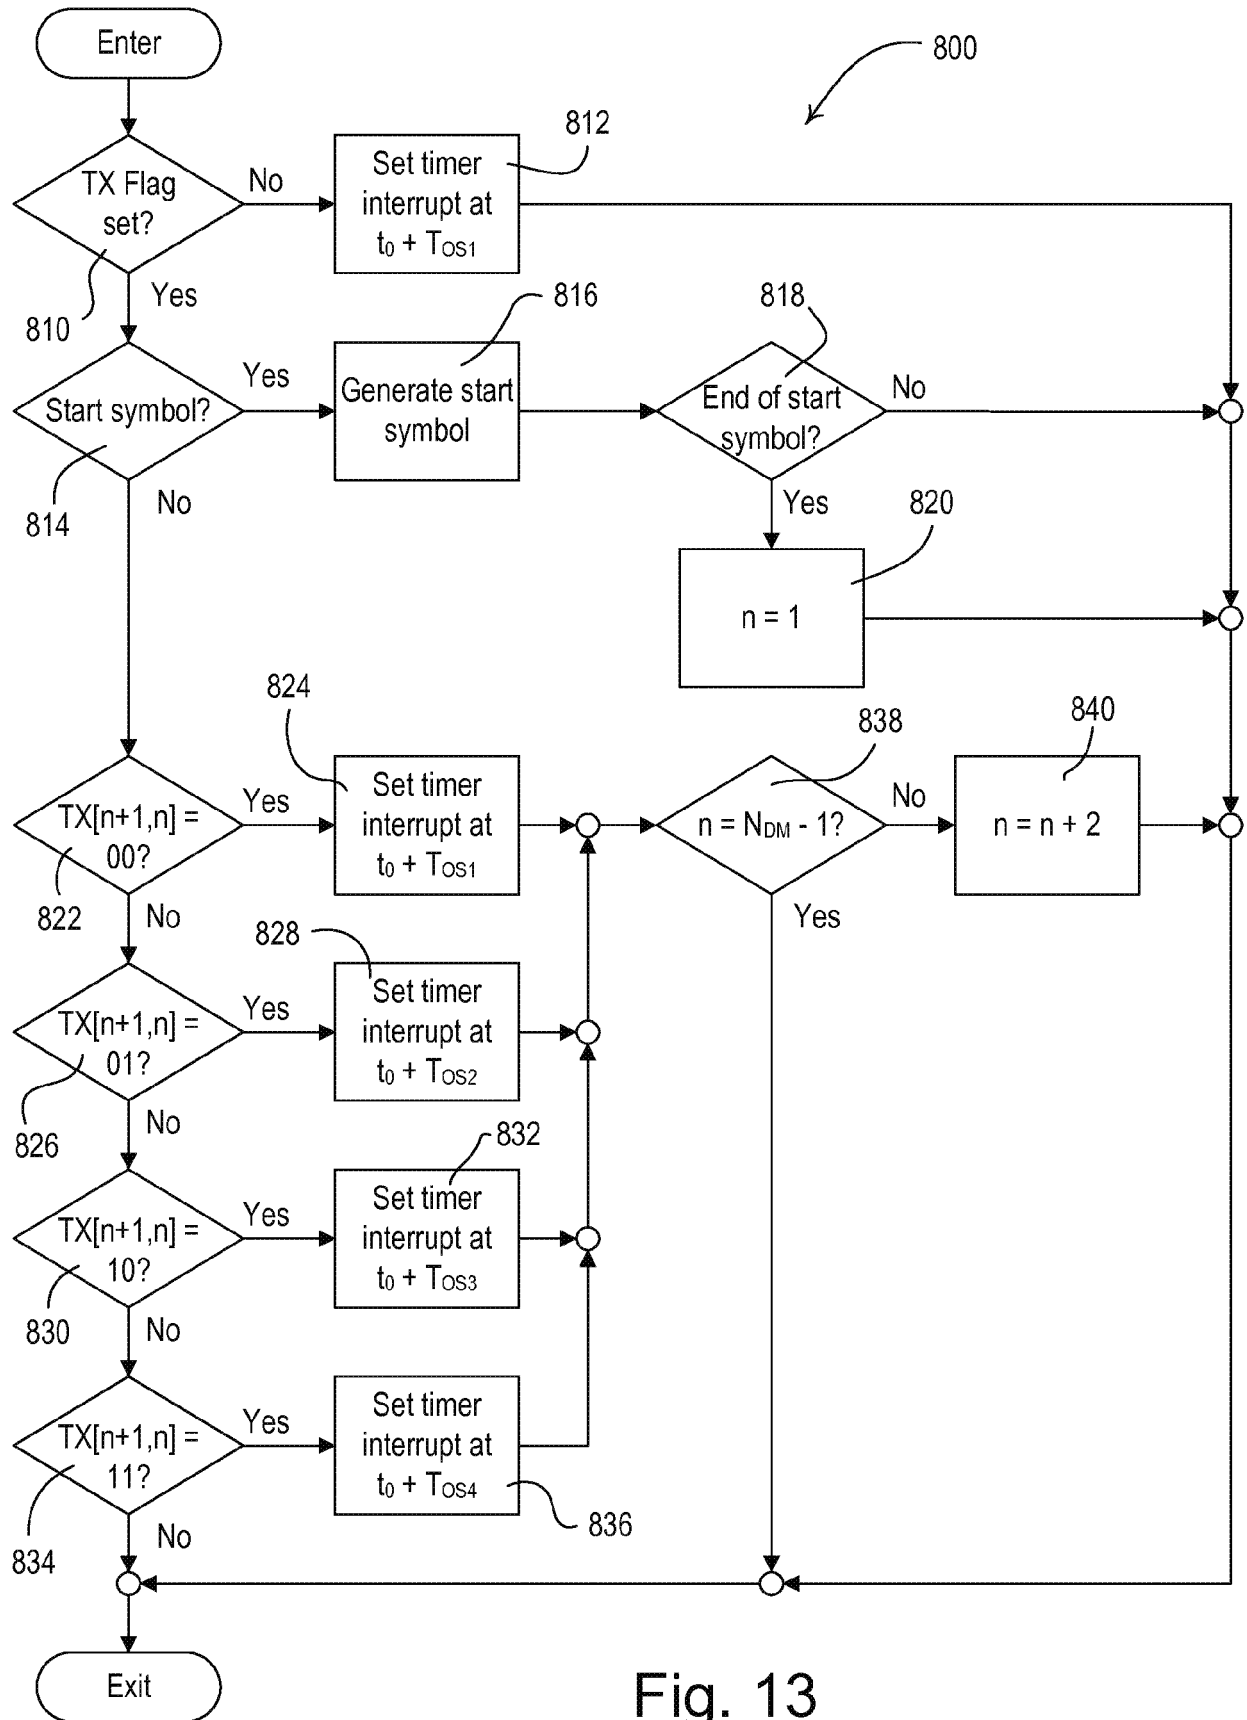 Enter
800
TX Flag
set?
810
No
Yes
Set timer
interrupt at
t₀ + TOS1
812
Start symbol?
814
Yes
No
Generate start
symbol
816
End of start
symbol?
818
No
Yes
n = 1
820
TX[n+1,n] =
00?
822
Yes
No
Set timer
interrupt at
t₀ + TOS1
824
n = NDM - 1?
838
No
Yes
n = n + 2
840
TX[n+1,n] =
01?
826
Yes
No
Set timer
interrupt at
t₀ + TOS2
828
TX[n+1,n] =
10?
830
Yes
No
Set timer
interrupt at
t₀ + TOS3
832
TX[n+1,n] =
11?
834
Yes
No
Set timer
interrupt at
t₀ + TOS4
836
Exit
Fig. 13